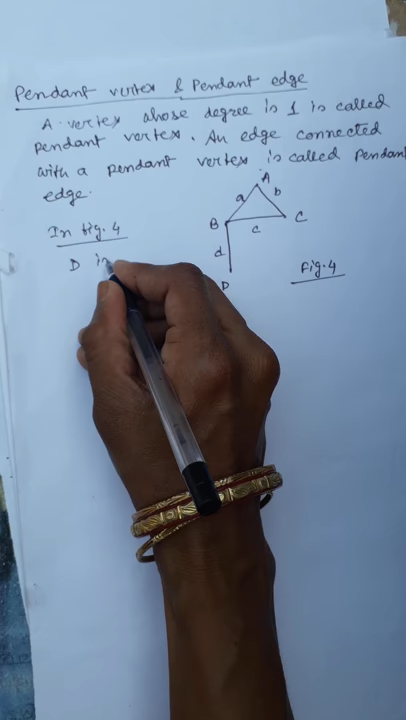 Pendant vertex & Pendant edge
A vertex whose degree is 1 is called
pendant vertex. An edge connected
with a pendant vertex is called Pendant
edge.
A
a
b
B
C
c
d
D
Fig. 4
In fig. 4
D is